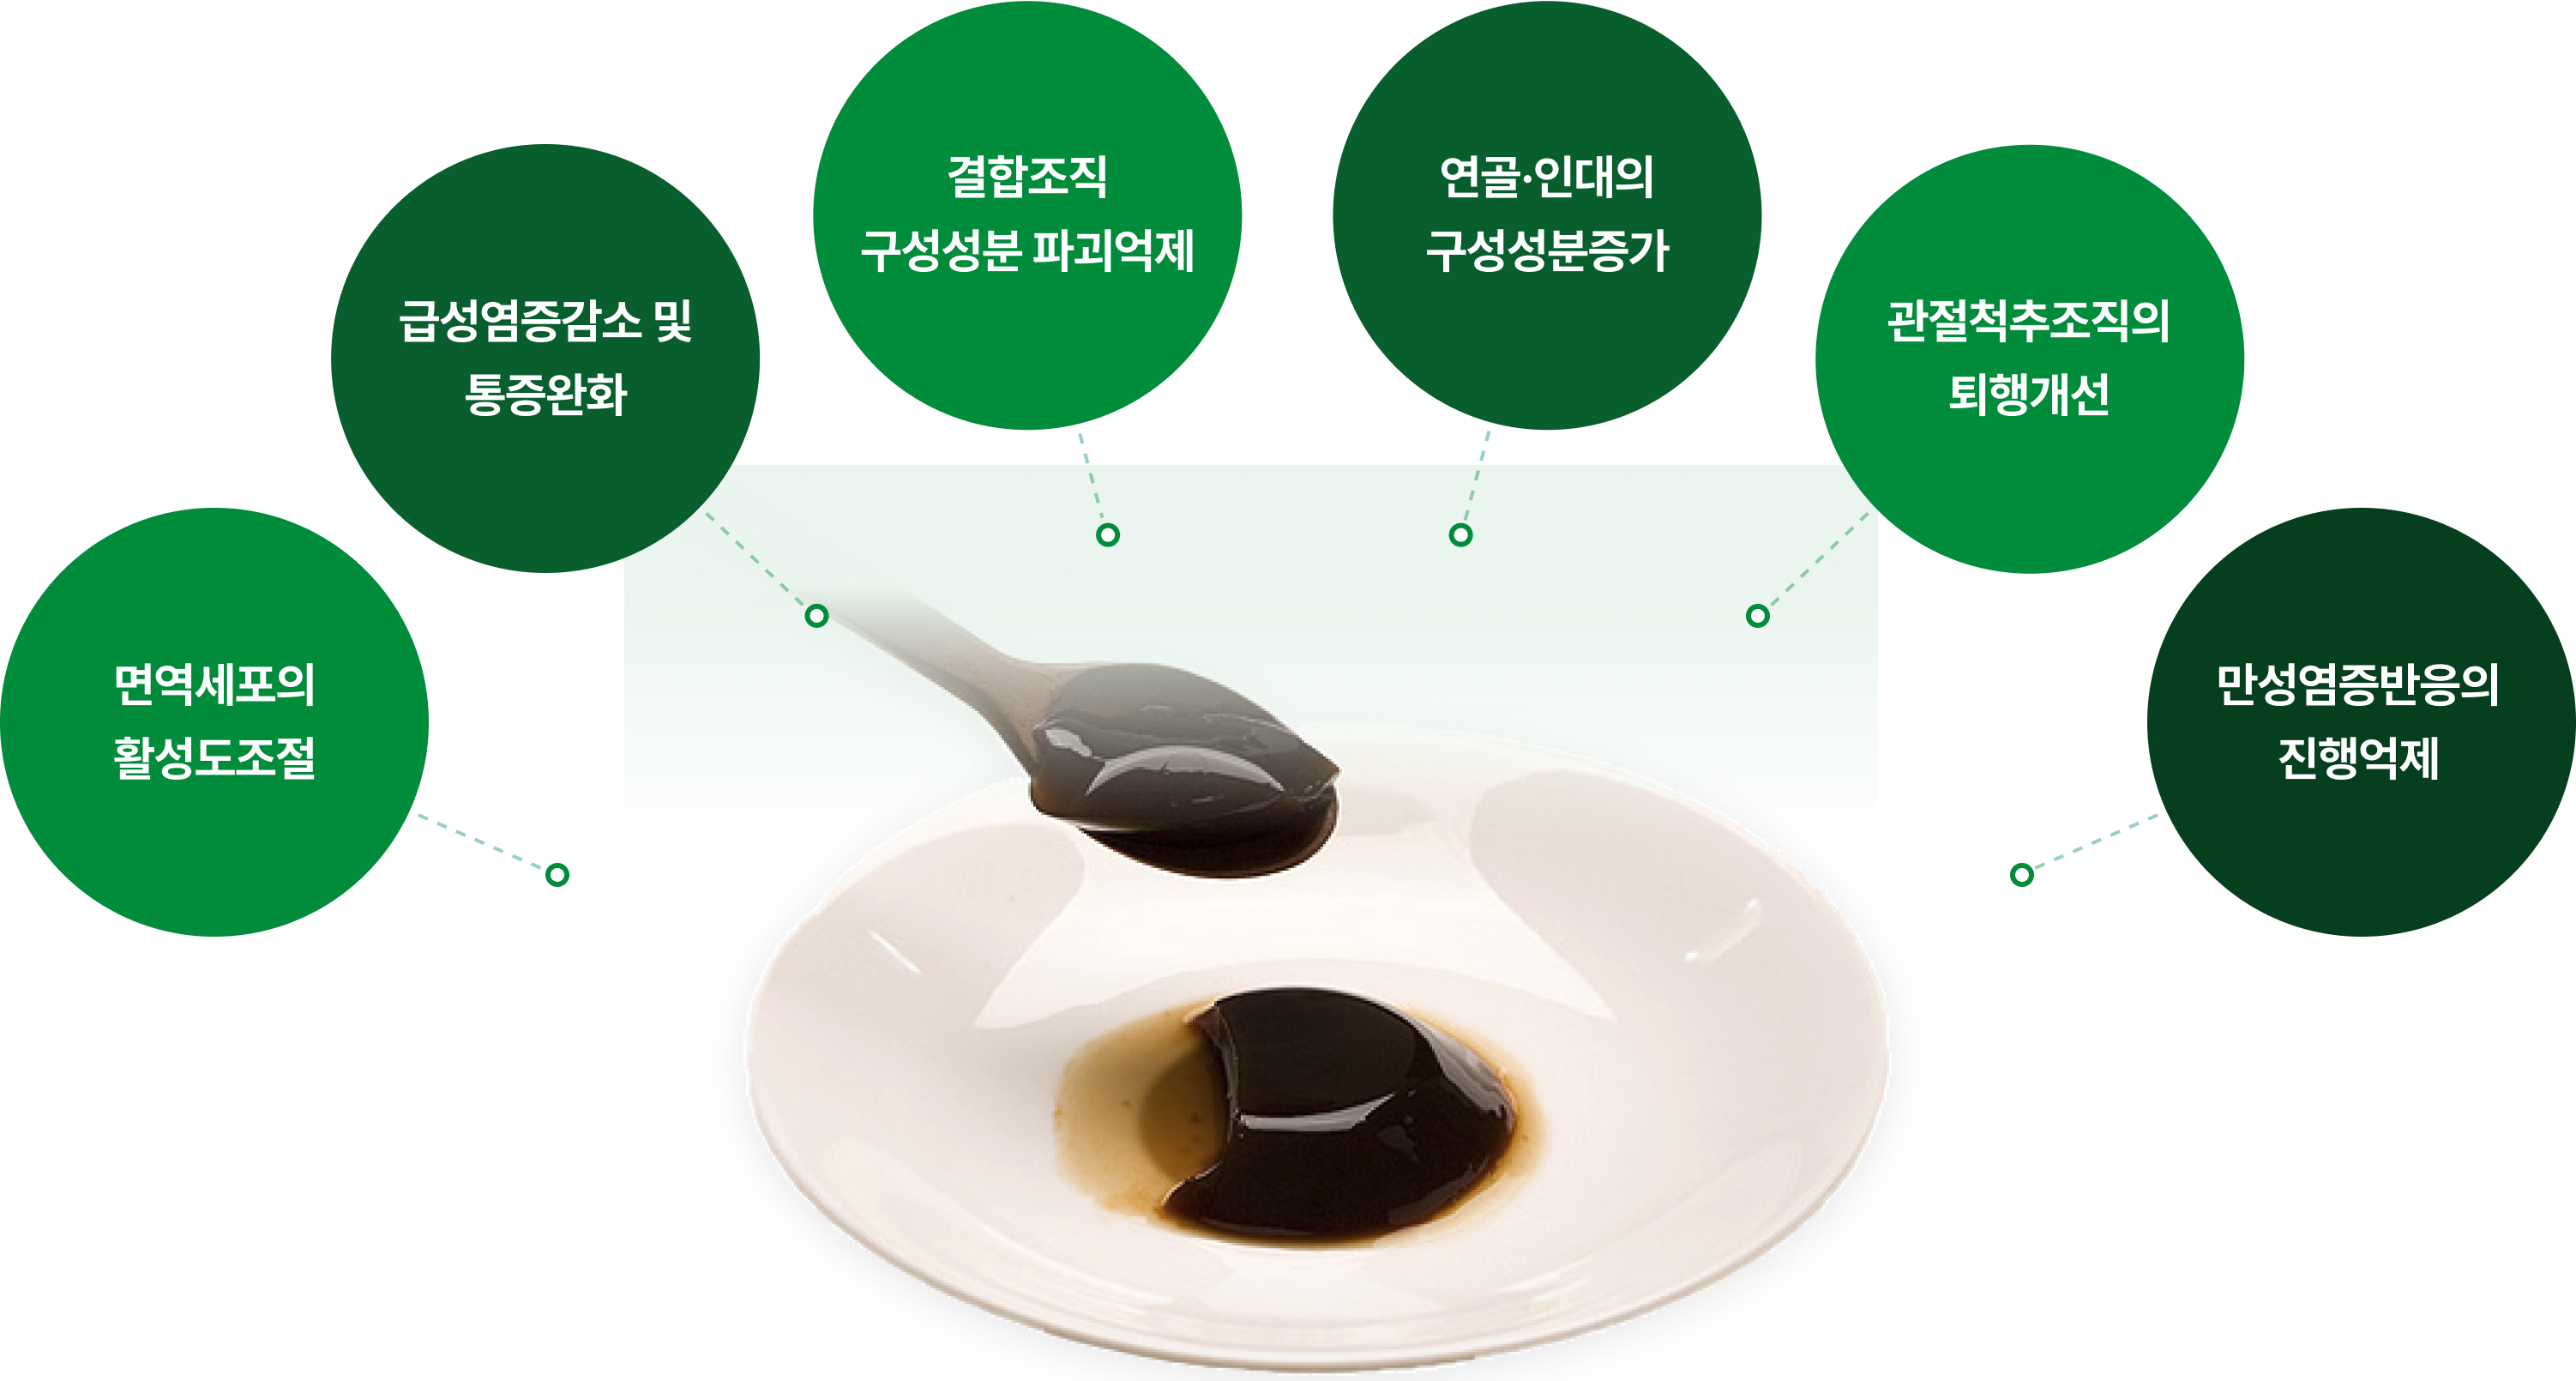 면역세포의
활성도조절
급성염증감소 및
통증완화
결합조직
구성성분 파괴억제
연골·인대의
구성성분증가
관절척추조직의
퇴행개선
만성염증반응의
진행억제